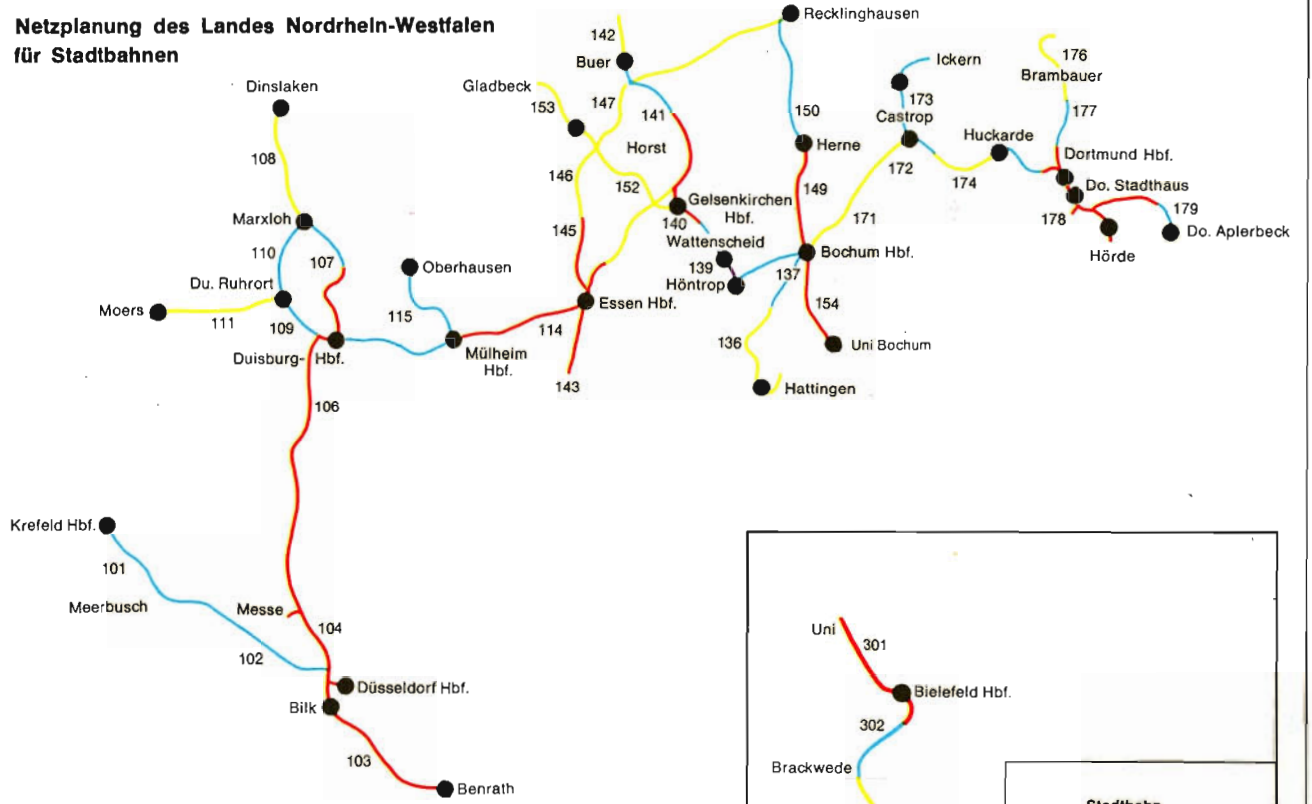 Netzplanung des Landes Nordrhein-Westfalen
für Stadtbahnen
Recklinghausen
142
Buer
Ickern
176
Brambauer
Dinslaken
Gladbeck
153
147
141
150
173
177
Castrop
Huckarde
108
Horst
Herne
172
174
Dortmund Hbf.
146
152
149
Do. Stadthaus
Marxloh
Gelsenkirchen
Hbf.
140
171
178
179
Do. Aplerbeck
110
107
145
Wattenscheid
Bochum Hbf.
Hörde
Oberhausen
139
137
Du. Ruhrort
Höntrop
Moers
111
109
115
114
Essen Hbf.
154
136
Uni Bochum
Duisburg- Hbf.
Mülheim
Hbf.
143
Hattingen
106
Krefeld Hbf.
101
Meerbusch
Messe
104
102
Düsseldorf Hbf.
Bilk
103
Benrath
Uni
301
Bielefeld Hbf.
302
Brackwede
Stadtbahn